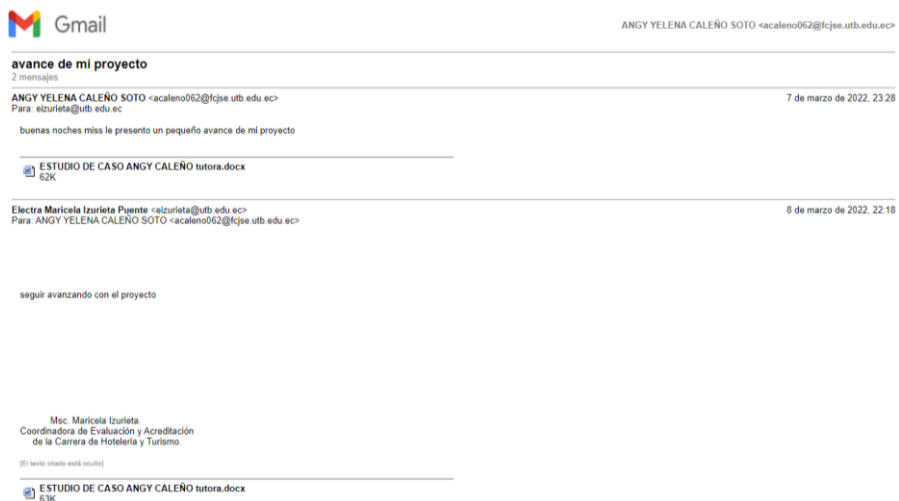 Gmail
ANGY YELENA CALEÑO SOTO <acaleno062@fcjse.utb.edu.ec>
avance de mi proyecto
2 mensajes
ANGY YELENA CALEÑO SOTO <acaleno062@fcjse.utb.edu.ec>
7 de marzo de 2022, 23:28
Para: eizurieta@utb.edu.ec
buenas noches miss le presento un pequeño avance de mi proyecto
ESTUDIO DE CASO ANGY CALEÑO tutora.docx
62K
Electra Maricela Izurieta Puente <eizurieta@utb.edu.ec>
8 de marzo de 2022, 22:18
Para: ANGY YELENA CALEÑO SOTO <acaleno062@fcjse.utb.edu.ec>
seguir avanzando con el proyecto
Msc. Maricela Izurieta.
Coordinadora de Evaluación y Acreditación
de la Carrera de Hotelería y Turismo.
[El texto citado está oculto]
ESTUDIO DE CASO ANGY CALEÑO tutora.docx
63K